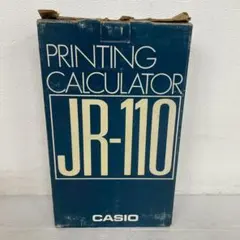 PRINTING
CALCULATOR
JR-110
CASIO